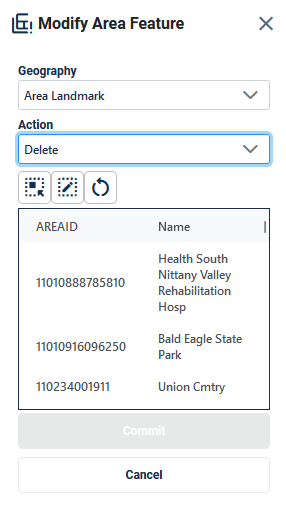 Modify Area Feature
Geography
Area Landmark
Action
Delete
AREAID Name
11010888785810 Health South
Nittany Valley
Rehabilitation
Hosp
11010916096250 Bald Eagle State
Park
110234001911 Union Cmtry
Commit
Cancel